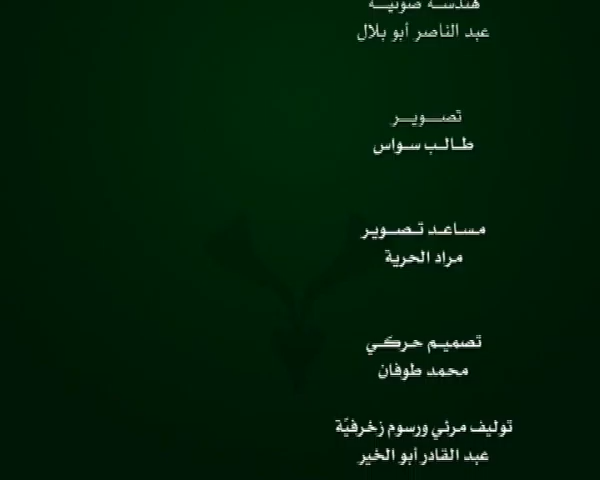 هندسة صوتية
عبد الناصر أبو بلال
تصوير
طالب سواس
مساعد تصوير
مراد الحرية
تصميم حركي
محمد طوفان
توليف مرئي ورسوم زخرفيّة
عبد القادر أبو الخير